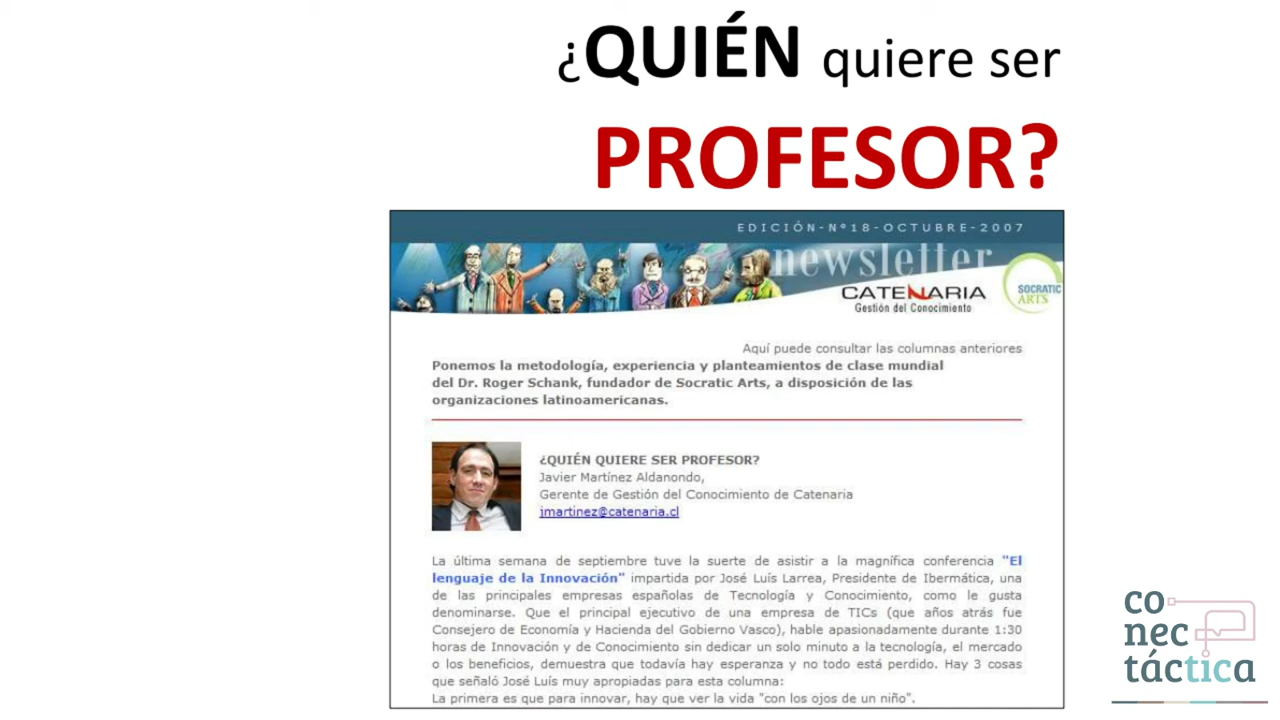 ¿QUIÉN quiere ser
PROFESOR?
EDICIÓN-Nº18-OCTUBRE-2007
newsletter
CATENARIA
Gestión del Conocimiento
SOCRATIC
ARTS
Aquí puede consultar las columnas anteriores
Ponemos la metodología, experiencia y planteamientos de clase mundial
del Dr. Roger Schank, fundador de Socratic Arts, a disposición de las
organizaciones latinoamericanas.
¿QUIÉN QUIERE SER PROFESOR?
Javier Martínez Aldanondo,
Gerente de Gestión del Conocimiento de Catenaria
jmartinez@catenaria.cl
La última semana de septiembre tuve la suerte de asistir a la magnífica conferencia "El
lenguaje de la Innovación" impartida por José Luís Larrea, Presidente de Ibermática, una
de las principales empresas españolas de Tecnología y Conocimiento, como le gusta
denominarse. Que el principal ejecutivo de una empresa de TICs (que años atrás fue
Consejero de Economía y Hacienda del Gobierno Vasco), hable apasionadamente durante 1:30
horas de Innovación y de Conocimiento sin dedicar un solo minuto a la tecnología, el mercado
o los beneficios, demuestra que todavía hay esperanza y no todo está perdido. Hay 3 cosas
que señaló José Luís muy apropiadas para esta columna:
La primera es que para innovar, hay que ver la vida "con los ojos de un niño".
co
nec
táctica